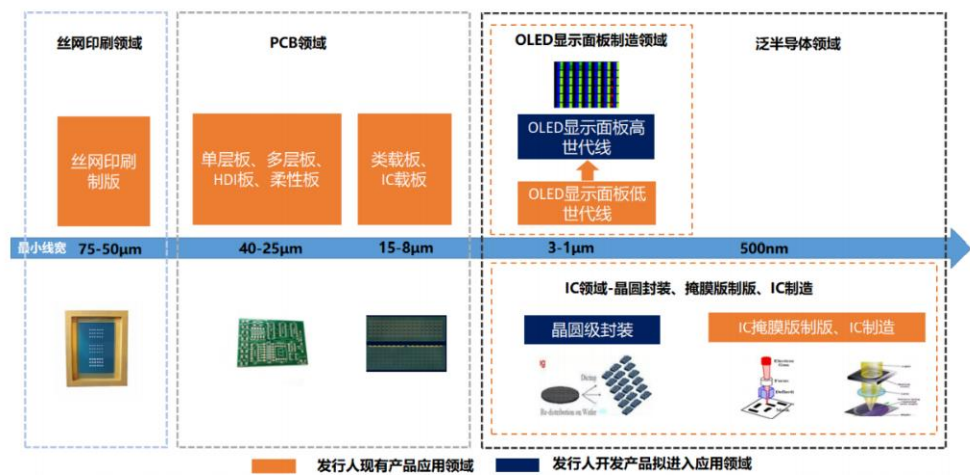 丝网印刷领域
PCB领域
OLED显示面板制造领域
泛半导体领域
丝网印刷
制版
单层板、多层板、
HDI板、柔性板
类载板、
IC载板
OLED显示面板高
世代线
OLED显示面板低
世代线
最小线宽
75-50μm
40-25μm
15-8μm
3-1μm
500nm
IC领域-晶圆封装、掩膜版制版、IC制造
晶圆级封装
IC掩膜版制版、IC制造
Dicing
Re-distribution on Wafer
发行人现有产品应用领域
发行人开发产品拟进入应用领域